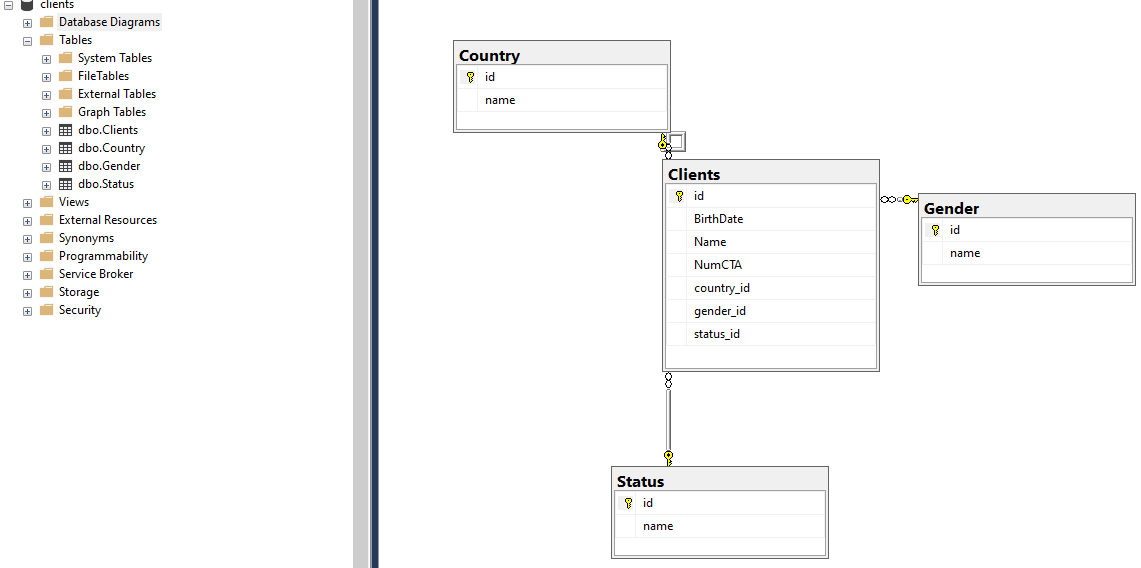 clients
Database Diagrams
Tables
System Tables
FileTables
External Tables
Graph Tables
dbo.Clients
dbo.Country
dbo.Gender
dbo.Status
Views
External Resources
Synonyms
Programmability
Service Broker
Storage
Security
Country
id
name
Clients
id
BirthDate
Name
NumCTA
country_id
gender_id
status_id
Gender
id
name
Status
id
name